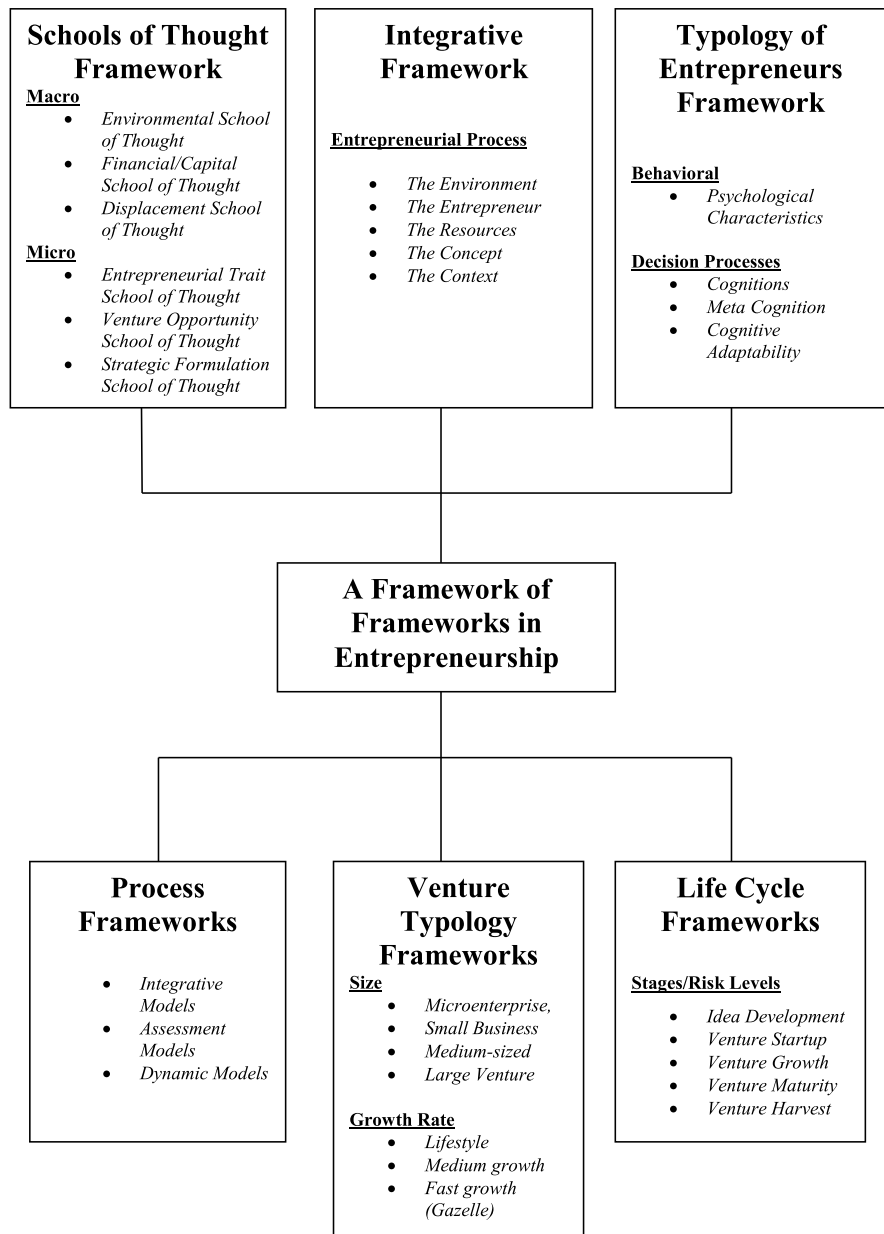 Schools of Thought
Framework
Macro
• Environmental School
of Thought
• Financial/Capital
School of Thought
• Displacement School
of Thought
Micro
• Entrepreneurial Trait
School of Thought
• Venture Opportunity
School of Thought
• Strategic Formulation
School of Thought
Integrative
Framework
Entrepreneurial Process
• The Environment
• The Entrepreneur
• The Resources
• The Concept
• The Context
Typology of
Entrepreneurs
Framework
Behavioral
• Psychological
Characteristics
Decision Processes
• Cognitions
• Meta Cognition
• Cognitive
Adaptability
A Framework of
Frameworks in
Entrepreneurship
Process
Frameworks
• Integrative
Models
• Assessment
Models
• Dynamic Models
Venture
Typology
Frameworks
Size
• Microenterprise,
• Small Business
• Medium-sized
• Large Venture
Growth Rate
• Lifestyle
• Medium growth
• Fast growth
(Gazelle)
Life Cycle
Frameworks
Stages/Risk Levels
• Idea Development
• Venture Startup
• Venture Growth
• Venture Maturity
• Venture Harvest